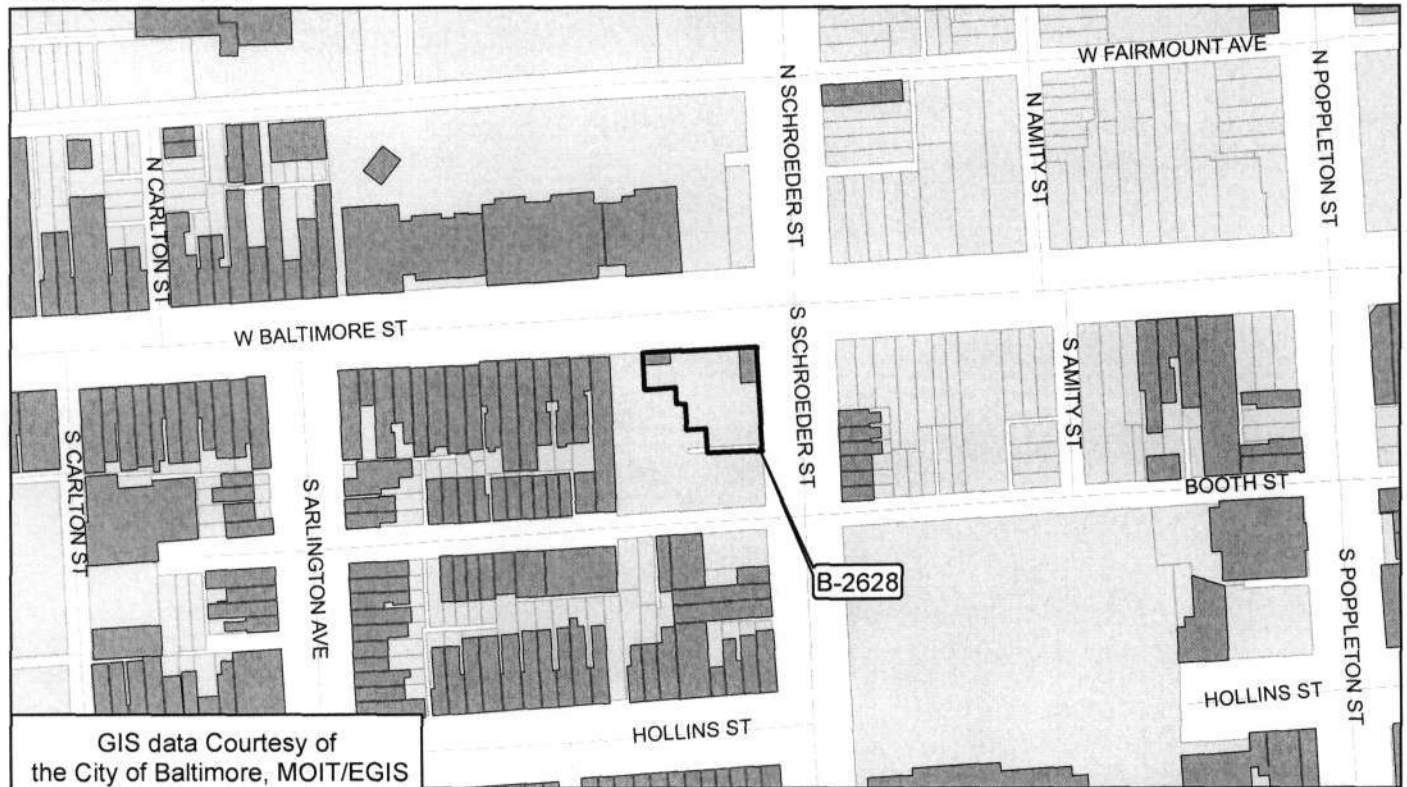 W FAIRMOUNT AVE
N SCHROEDER ST
N AMITY ST
N POPPLETON ST
N CARLTON ST
W BALTIMORE ST
S SCHROEDER ST
S AMITY ST
S CARLTON ST
S ARLINGTON AVE
BOOTH ST
S POPPLETON ST
B-2628
HOLLINS ST
HOLLINS ST
GIS data Courtesy of
the City of Baltimore, MOIT/EGIS